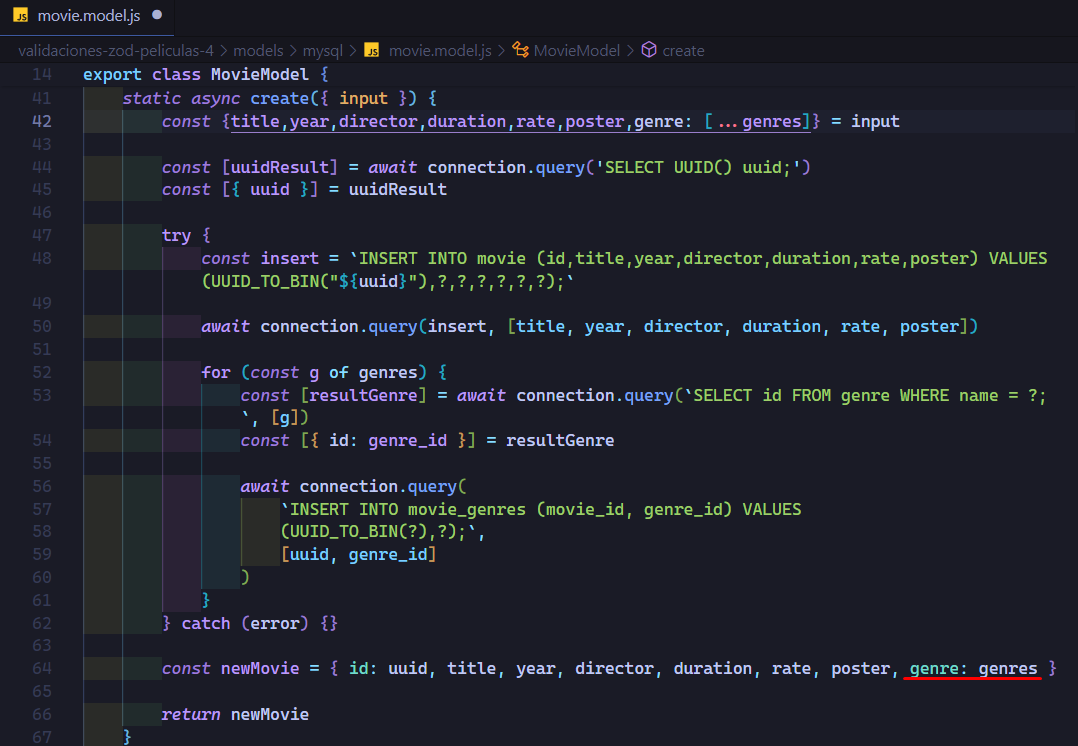 JS movie.model.js
validaciones-zod-peliculas-4 > models > mysql > JS movie.model.js > MovieModel > create
14 export class MovieModel {
41 static async create({ input }) {
42 const {title,year,director,duration,rate,poster,genre: [...genres]} = input
43
44 const [uuidResult] = await connection.query('SELECT UUID() uuid;')
45 const [{ uuid }] = uuidResult
46
47 try {
48 const insert = `INSERT INTO movie (id,title,year,director,duration,rate,poster) VALUES
(UUID_TO_BIN("${uuid}"),?,?,?,?,?,?);`
49
50 await connection.query(insert, [title, year, director, duration, rate, poster])
51
52 for (const g of genres) {
53 const [resultGenre] = await connection.query(`SELECT id FROM genre WHERE name = ?;
`, [g])
54 const [{ id: genre_id }] = resultGenre
55
56 await connection.query(
57 `INSERT INTO movie_genres (movie_id, genre_id) VALUES
58 (UUID_TO_BIN(?),?);`,
59 [uuid, genre_id]
60 )
61 }
62 } catch (error) {}
63
64 const newMovie = { id: uuid, title, year, director, duration, rate, poster, genre: genres }
65
66 return newMovie
67 }